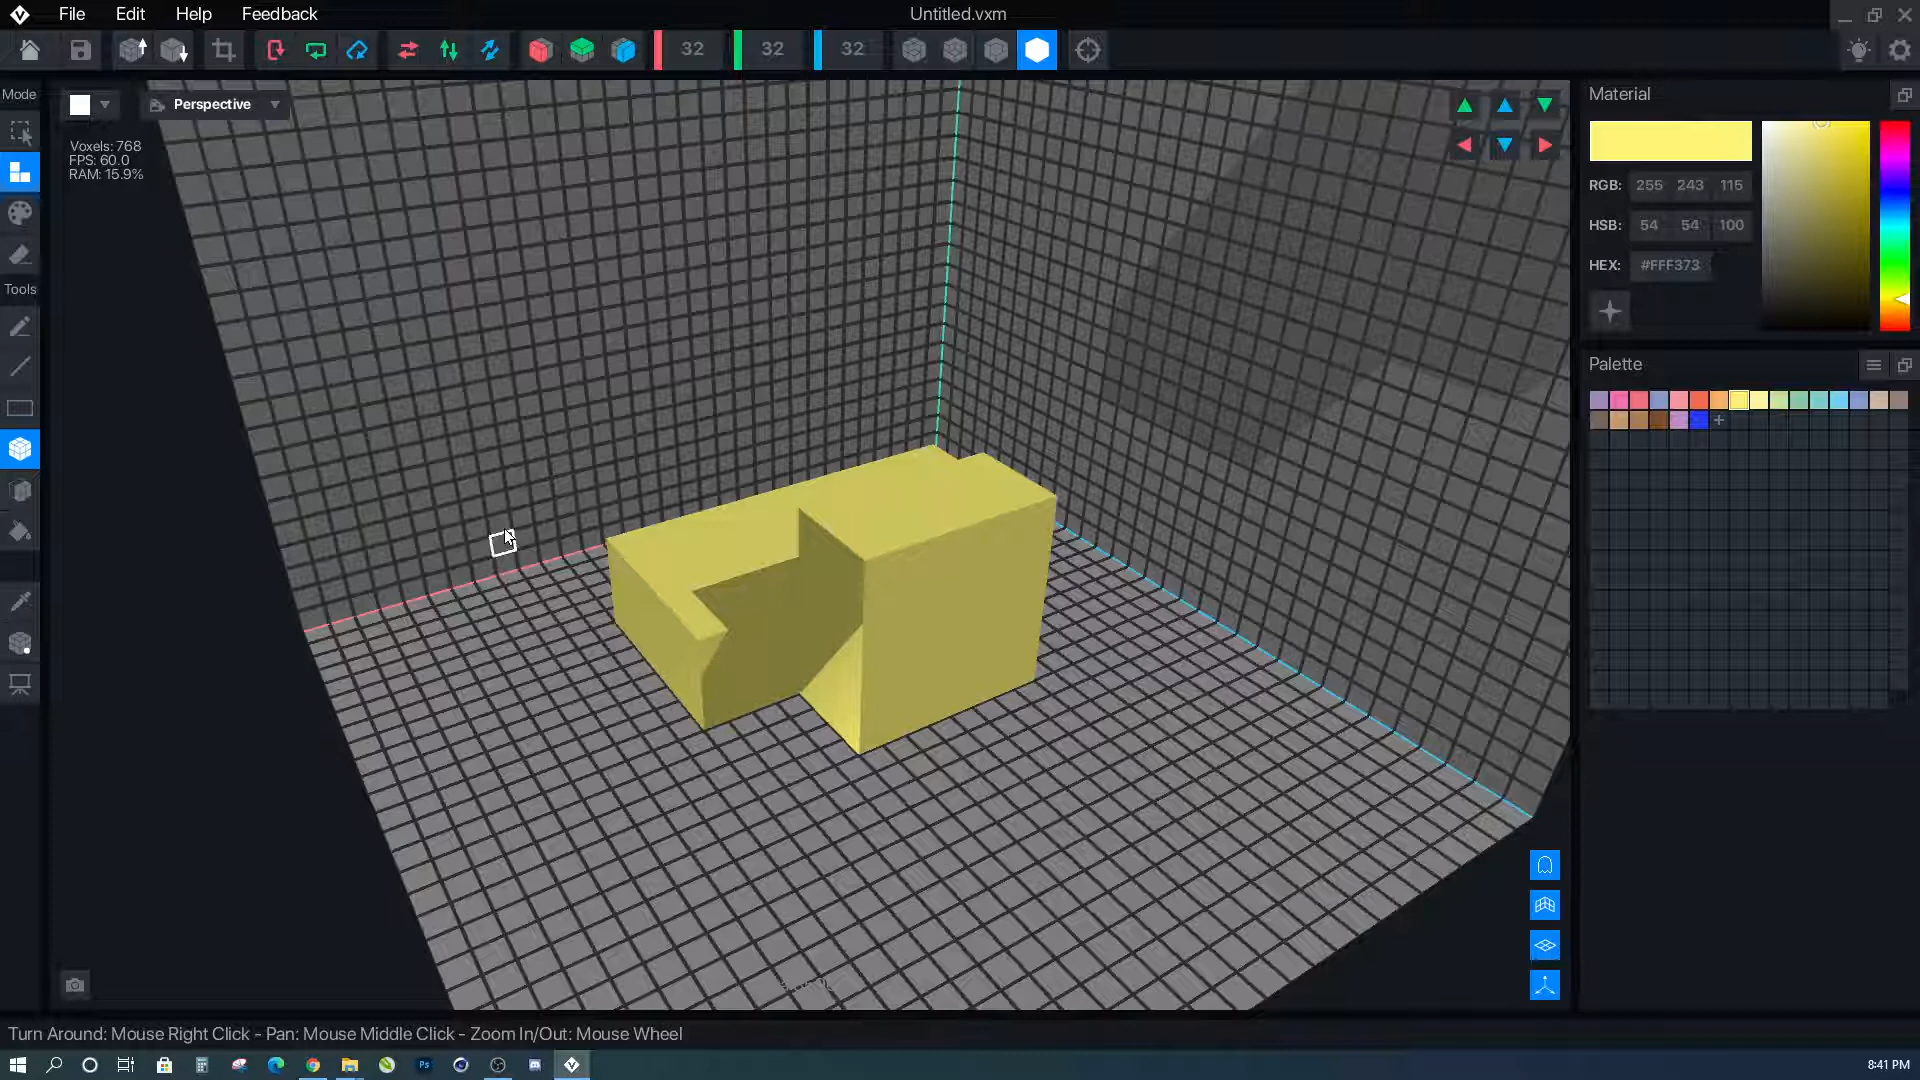 File Edit Help Feedback
Untitled.vxm
32 32 32
Mode
Perspective
Voxels: 768
FPS: 60.0
RAM: 15.9%
Tools
Material
RGB: 255 243 115
HSB: 54 54 100
HEX: #FFF373
Palette
Turn Around: Mouse Right Click - Pan: Mouse Middle Click - Zoom In/Out: Mouse Wheel
Ps
8:41 PM